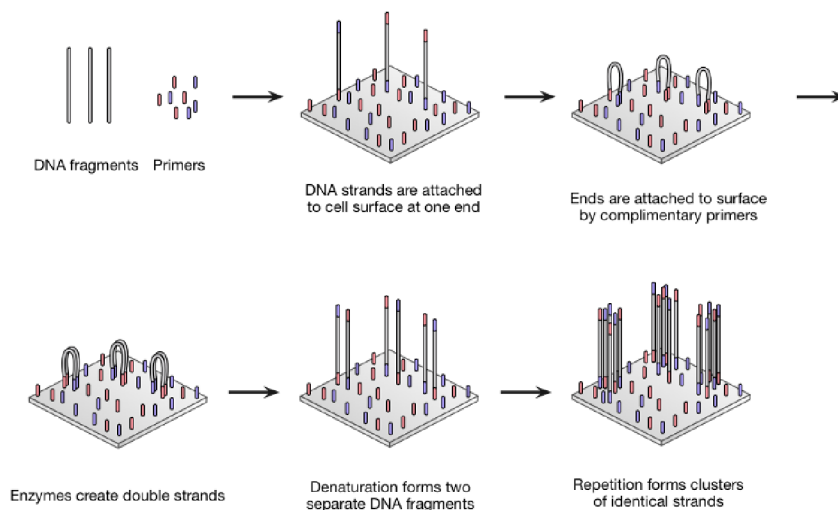 DNA fragments
Primers
DNA strands are attached
to cell surface at one end
Ends are attached to surface
by complimentary primers
Enzymes create double strands
Denaturation forms two
separate DNA fragments
Repetition forms clusters
of identical strands